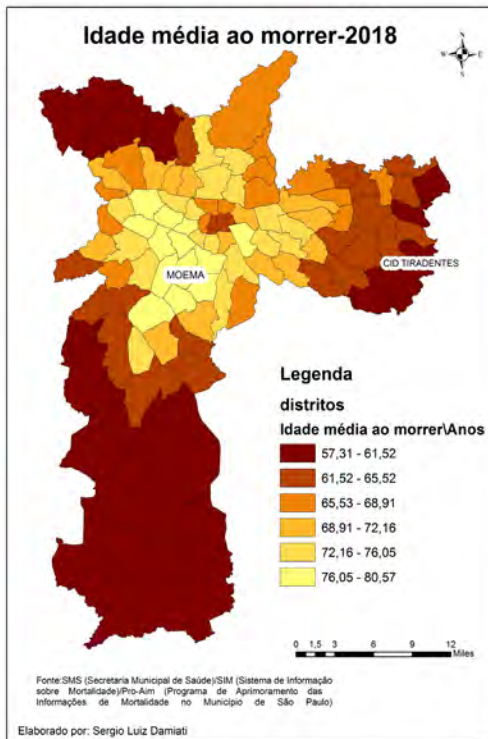 Idade média ao morrer-2018
N
W
E
S
CID TIRADENTES
MOEMA
Legenda
distritos
Idade média ao morrer\Anos
57,31 - 61,52
61,52 - 65,52
65,53 - 68,91
68,91 - 72,16
72,16 - 76,05
76,05 - 80,57
0 1,5 3 6 9 12
Miles
Fonte:SMS (Secretaria Municipal de Saúde)/SIM (Sistema de Informação
sobre Mortalidade)/Pro-Aim (Programa de Aprimoramento das
Informações de Mortalidade no Município de São Paulo)
Elaborado por: Sergio Luiz Damiati